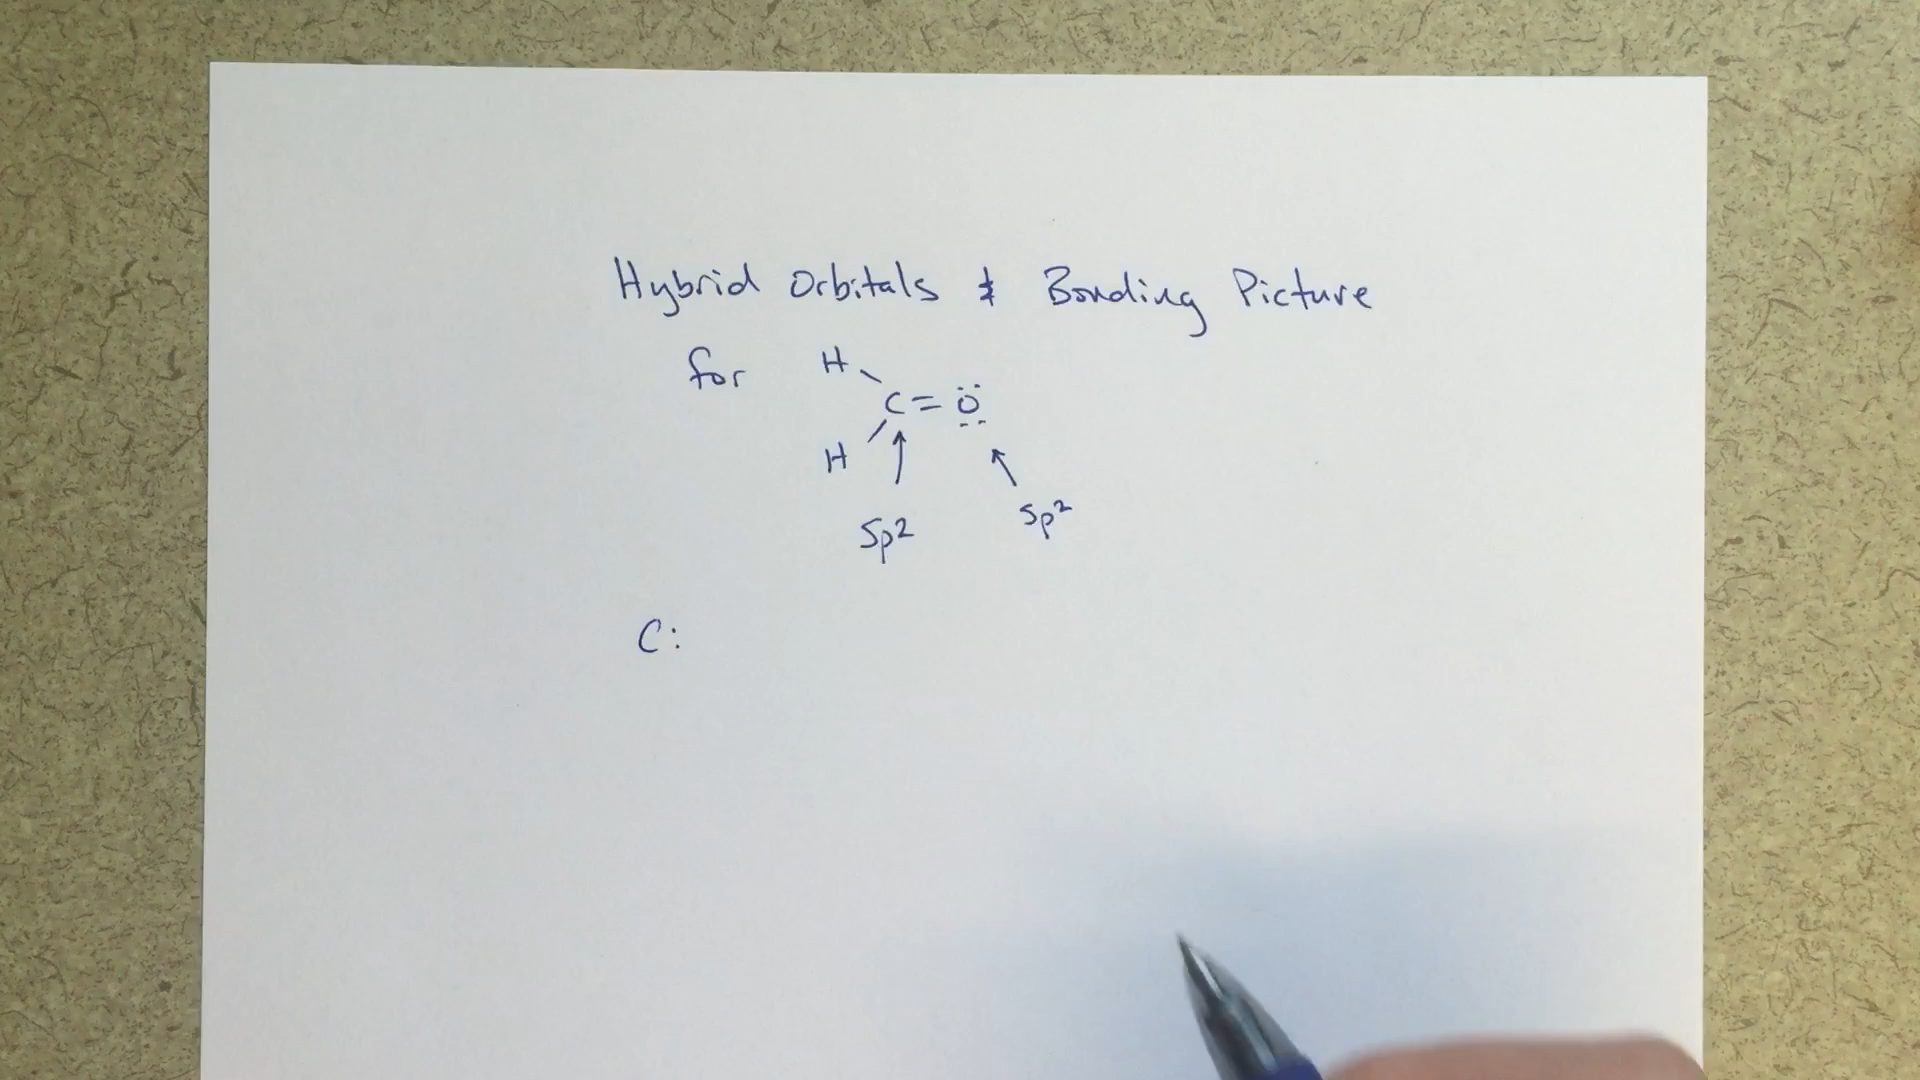 Hybrid Orbitals & Bonding Picture
for H
C = Ö
H
Sp² Sp²
C: